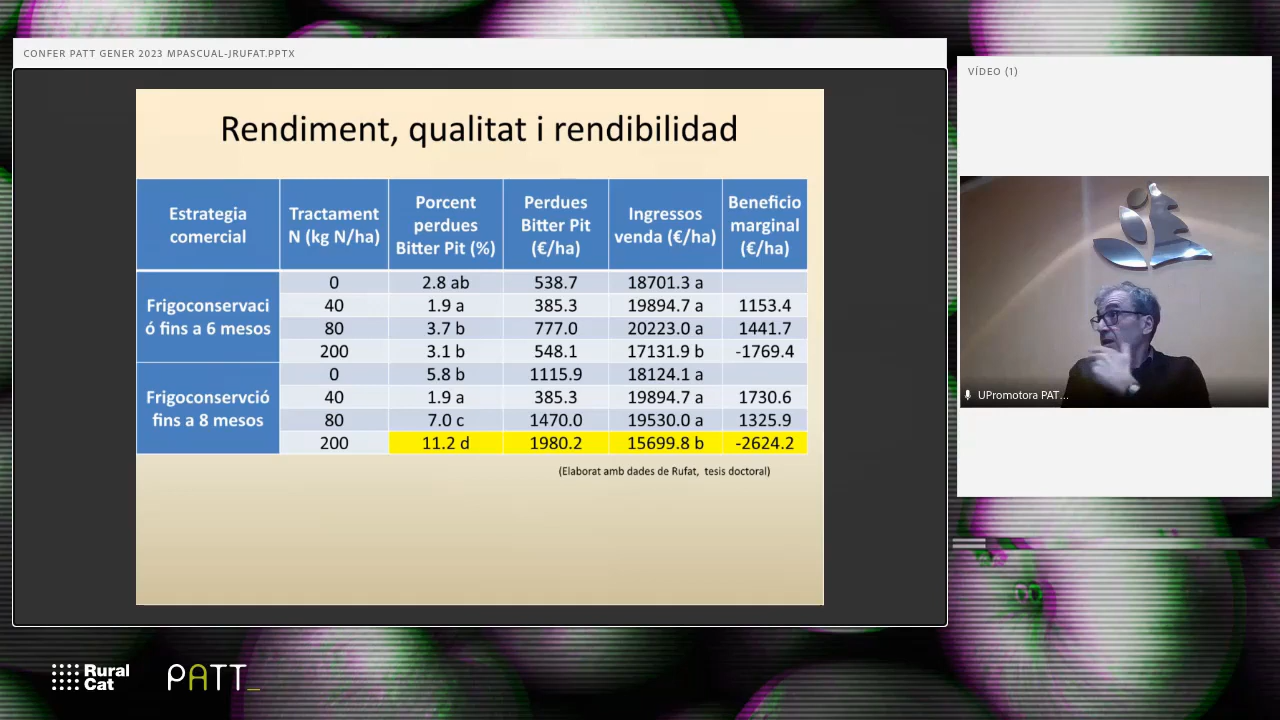 CONFER PATT GENER 2023 MPASCUAL-JRUFAT.PPTX
VÍDEO (1)
Rendiment, qualitat i rendibilidad
Estrategia comercial | Tractament N (kg N/ha) | Porcent perdues Bitter Pit (%) | Perdues Bitter Pit (€/ha) | Ingressos venda (€/ha) | Beneficio marginal (€/ha)
Frigoconservaci ó fins a 6 mesos
0 2.8 ab 538.7 18701.3 a
40 1.9 a 385.3 19894.7 a 1153.4
80 3.7 b 777.0 20223.0 a 1441.7
200 3.1 b 548.1 17131.9 b -1769.4
Frigoconservció fins a 8 mesos
0 5.8 b 1115.9 18124.1 a
40 1.9 a 385.3 19894.7 a 1730.6
80 7.0 c 1470.0 19530.0 a 1325.9
200 11.2 d 1980.2 15699.8 b -2624.2
(Elaborat amb dades de Rufat, tesis doctoral)
UPromotora PAT...
Rural
Cat
PATT_